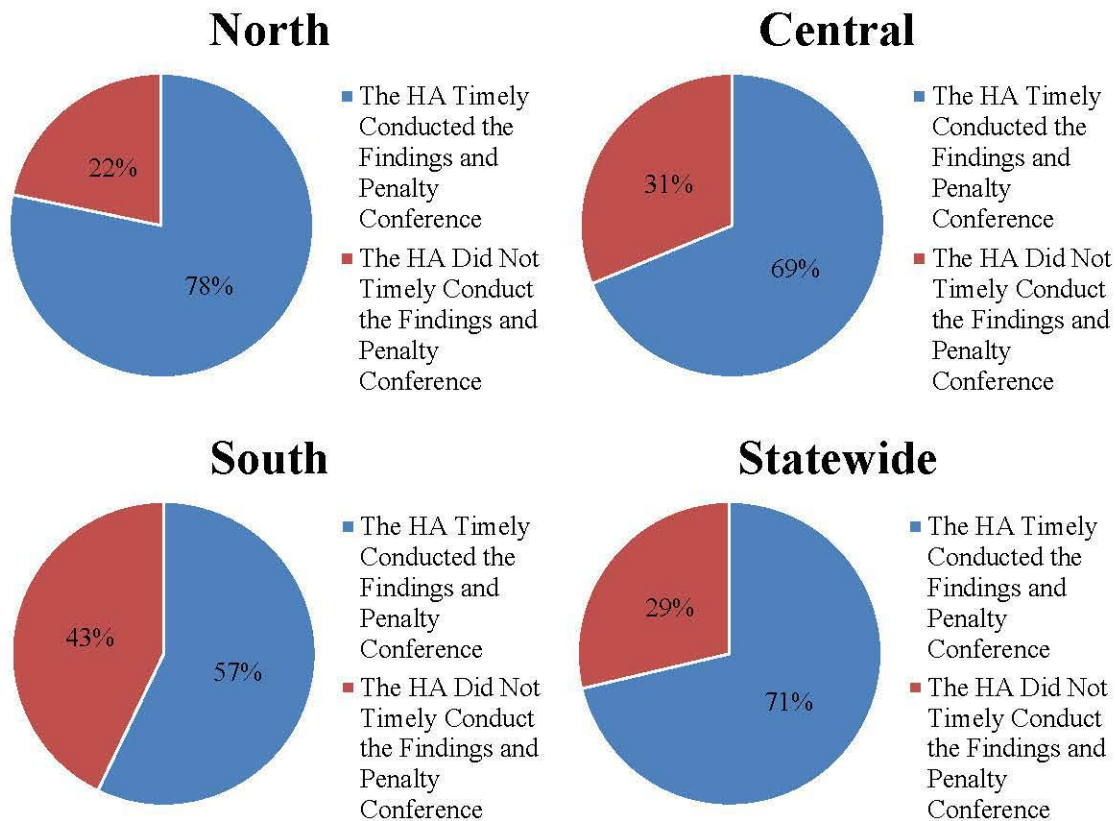 North
22%
78%
The HA Timely
Conducted the
Findings and
Penalty
Conference
The HA Did Not
Timely Conduct
the Findings and
Penalty
Conference
Central
31%
69%
The HA Timely
Conducted the
Findings and
Penalty
Conference
The HA Did Not
Timely Conduct
the Findings and
Penalty
Conference
South
43%
57%
The HA Timely
Conducted the
Findings and
Penalty
Conference
The HA Did Not
Timely Conduct
the Findings and
Penalty
Conference
Statewide
29%
71%
The HA Timely
Conducted the
Findings and
Penalty
Conference
The HA Did Not
Timely Conduct
the Findings and
Penalty
Conference